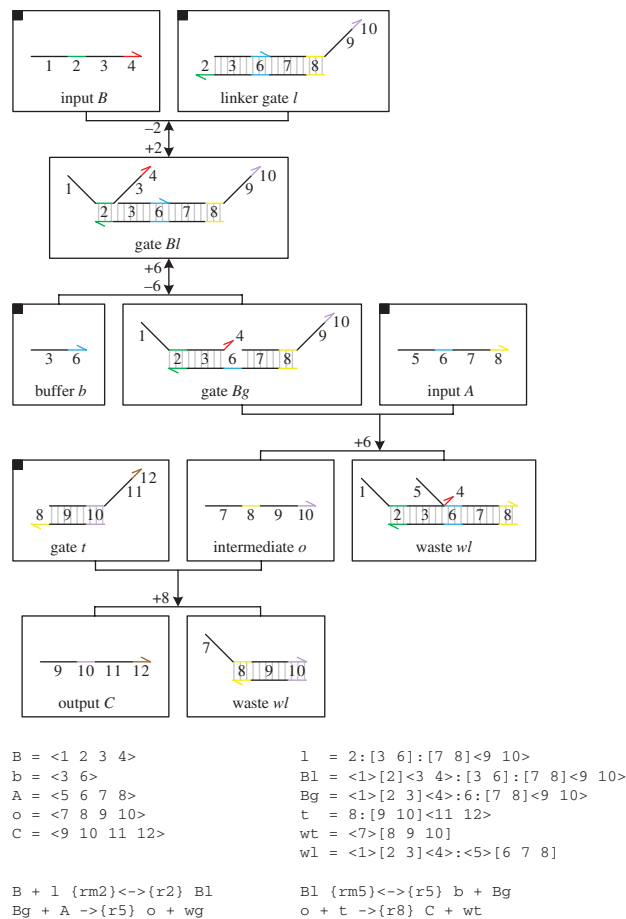 1 2 3 4
input B
2 3 6 7 8 9 10
linker gate l
−2
+2
1 2 3 4 3 6 7 8 9 10
gate Bl
+6
−6
3 6
buffer b
1 2 3 4 6 7 8 9 10
gate Bg
5 6 7 8
input A
+6
8 9 10 11 12
gate t
7 8 9 10
intermediate o
1 2 3 5 4 6 7 8
waste wl
+8
9 10 11 12
output C
7 8 9 10
waste wl
B = <1 2 3 4>
b = <3 6>
A = <5 6 7 8>
o = <7 8 9 10>
C = <9 10 11 12>
l = 2:[3 6]:[7 8]<9 10>
Bl = <1>[2]<3 4>:[3 6]:[7 8]<9 10>
Bg = <1>[2 3]<4>:6:[7 8]<9 10>
t = 8:[9 10]<11 12>
wt = <7>[8 9 10]
wl = <1>[2 3]<4>:<5>[6 7 8]
B + l {rm2}<->{r2} Bl
Bg + A ->{r5} o + wg
Bl {rm5}<->{r5} b + Bg
o + t ->{r8} C + wt